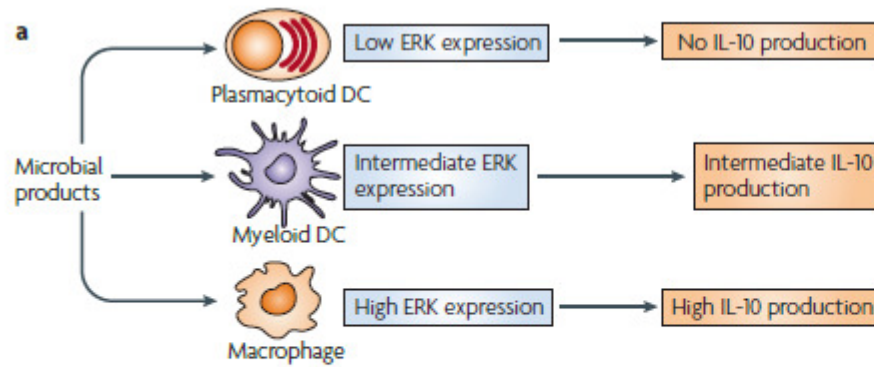 a
Low ERK expression
No IL-10 production
Plasmacytoid DC
Microbial
products
Intermediate ERK
expression
Intermediate IL-10
production
Myeloid DC
High ERK expression
High IL-10 production
Macrophage